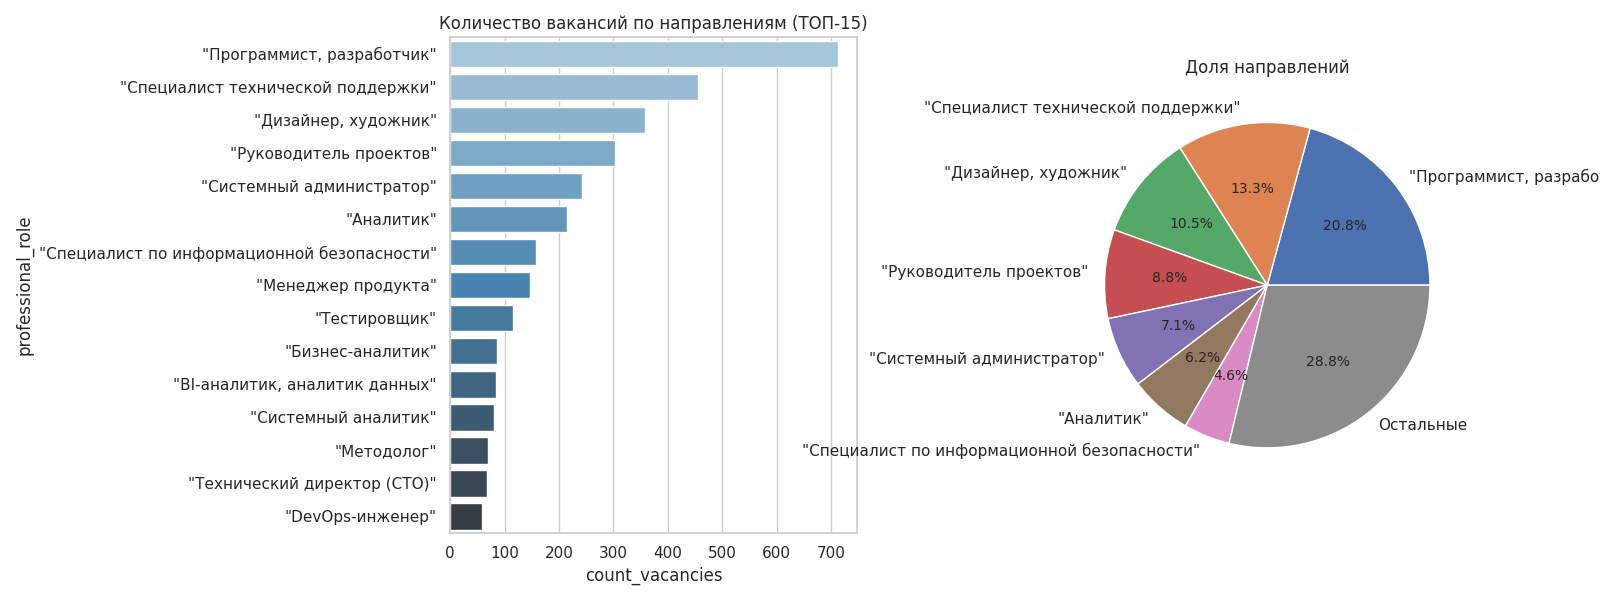 Количество вакансий по направлениям (ТОП-15)
professional_role
"Программист, разработчик"
"Специалист технической поддержки"
"Дизайнер, художник"
"Руководитель проектов"
"Системный администратор"
"Аналитик"
"Специалист по информационной безопасности"
"Менеджер продукта"
"Тестировщик"
"Бизнес-аналитик"
"BI-аналитик, аналитик данных"
"Системный аналитик"
"Методолог"
"Технический директор (CTO)"
"DevOps-инженер"
0 100 200 300 400 500 600 700
count_vacancies
Доля направлений
"Специалист технической поддержки"
"Дизайнер, художник"
"Программист, разрабо
13.3%
10.5%
20.8%
"Руководитель проектов"
8.8%
7.1%
"Системный администратор"
6.2%
4.6%
28.8%
"Аналитик"
Остальные
"Специалист по информационной безопасности"